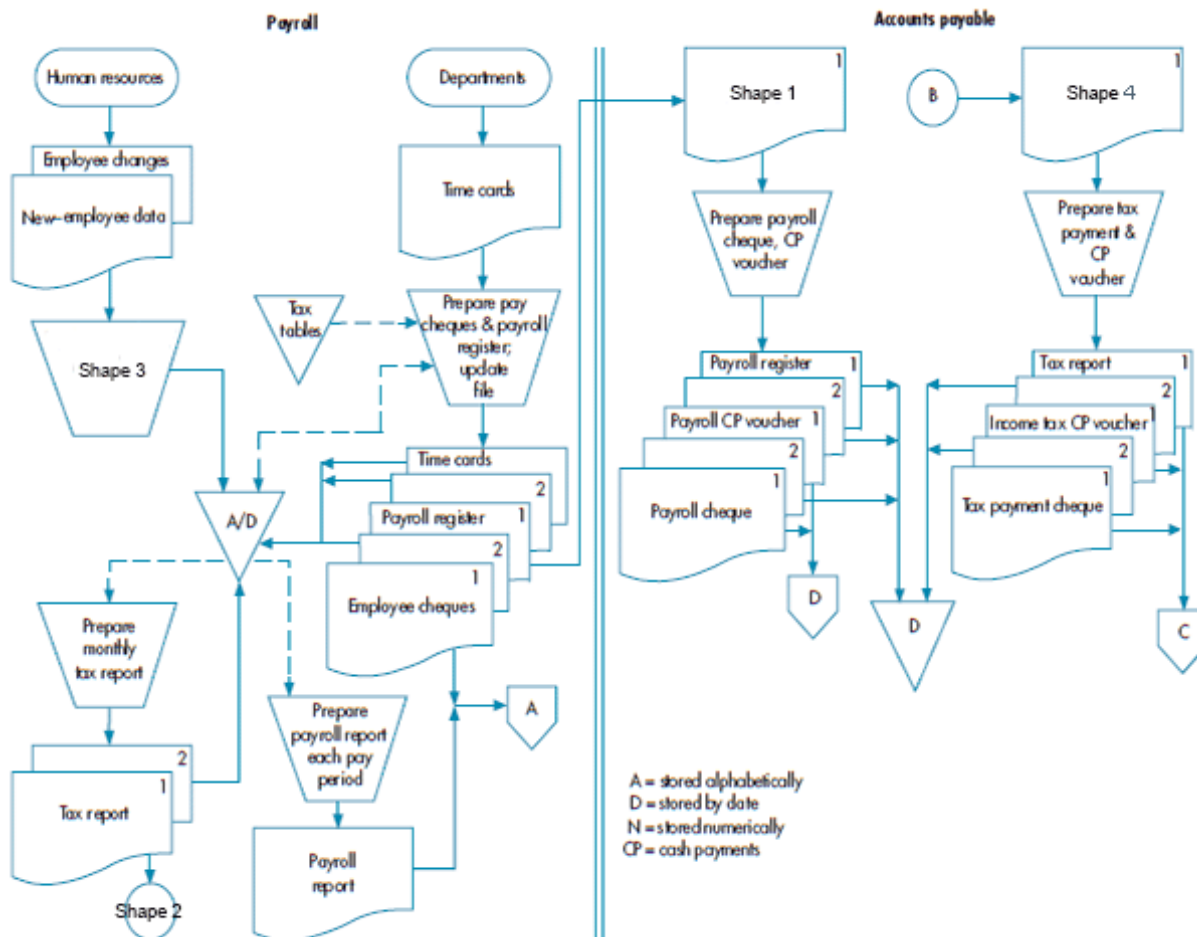 Payroll
Accounts payable
Human resources
Departments
1
Shape 1
B
1
Shape 4
Employee changes
New-employee data
Time cards
Prepare payroll
cheque, CP
voucher
Prepare tax
payment &
CP
voucher
Tax
tables
Prepare pay
cheques & payroll
register;
update
file
Shape 3
Payroll register
1
2
Payroll CP voucher
1
2
1
Payroll cheque
Tax report
1
2
Income tax CP voucher
1
2
1
Tax payment cheque
Time cards
2
Payroll register
1
2
1
Employee cheques
A/D
D
D
C
Prepare
monthly
tax report
Prepare
payroll report
each pay
period
A
2
1
Tax report
Payroll
report
Shape 2
A = stored alphabetically
D = stored by date
N = stored numerically
CP = cash payments